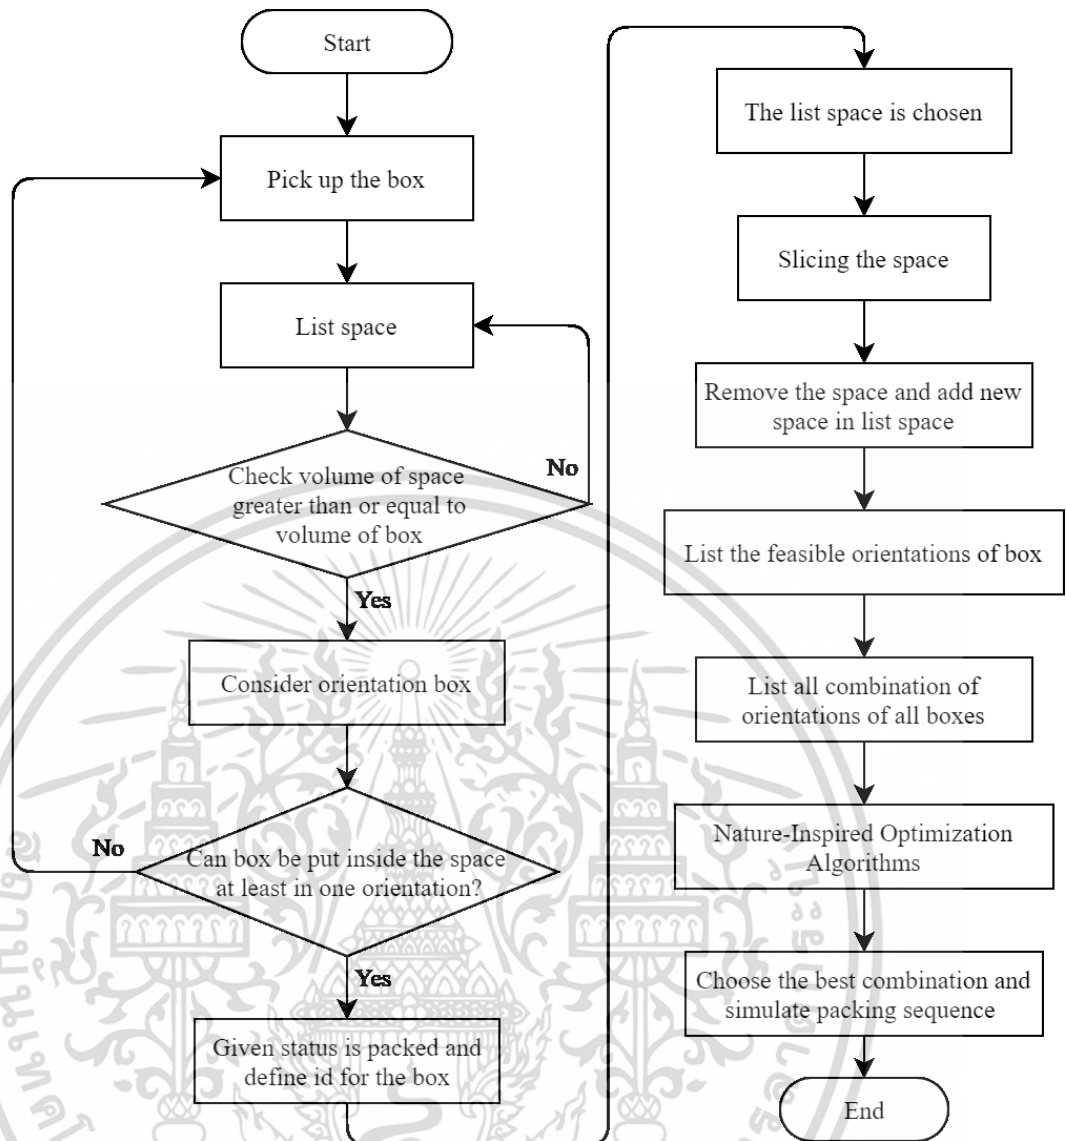 Start
Pick up the box
List space
Check volume of space
greater than or equal to
volume of box
No
Yes
Consider orientation box
Can box be put inside the space
at least in one orientation?
No
Yes
Given status is packed and
define id for the box
The list space is chosen
Slicing the space
Remove the space and add new
space in list space
List the feasible orientations of box
List all combination of
orientations of all boxes
Nature-Inspired Optimization
Algorithms
Choose the best combination and
simulate packing sequence
End